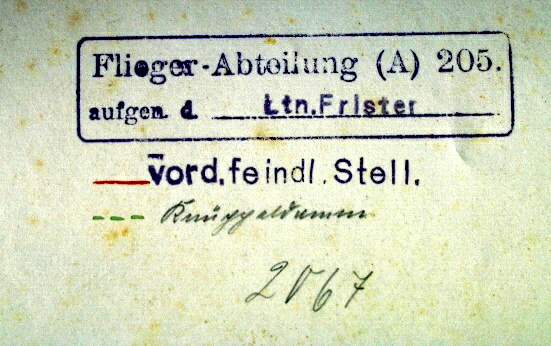 Flieger-Abteilung (A) 205.
aufgen. d. Ltn. Frister
vord. feindl. Stell.
Knüppeldamm
2067